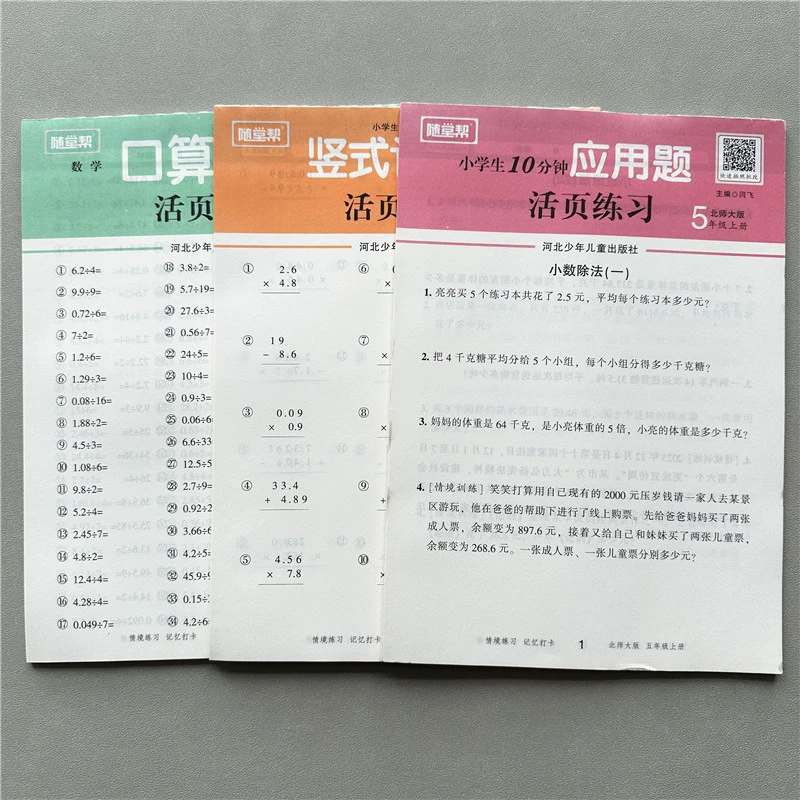 随堂帮
数学
口算
活页
河北少年
① 6.2÷4=
② 9.9÷9=
③ 0.72÷6=
④ 7÷2=
⑤ 1.2÷6=
⑥ 1.29÷3=
⑦ 0.08÷16=
⑧ 1.88÷2=
⑨ 4.5÷3=
⑩ 1.08÷6=
⑪ 9.8÷2=
⑫ 5.2÷4=
⑬ 2.45÷7=
⑭ 4.8÷2=
⑮ 12.4÷4=
⑯ 4.28÷4=
⑰ 0.049÷7=
⑱ 3.8÷2=
⑲ 5.7÷19=
⑳ 27.6÷3=
㉑ 0.56÷7=
㉒ 24÷5=
㉓ 10÷4=
㉔ 0.9÷3=
㉕ 0.06÷6=
㉖ 6.6÷33=
㉗ 12.5÷5
㉘ 2.7÷9=
㉙ 0.92÷2
㉚ 3.66÷6
㉛ 4.2÷5=
㉜ 45.9÷9
㉝ 0.15÷
㉞ 4.2÷6=
情境练习 记忆打卡
随堂帮
小学生
竖式
活页
河北少年
① 2.6
× 4.8
② 19
- 8.6
③ 0.09
× 0.9
④ 33.4
+ 4.89
⑤ 4.56
× 7.8
⑥
⑦
⑧
⑨
⑩
情境练习 记忆打卡
随堂帮
小学生10分钟 应用题
活页练习
快速拍照批改
主编◎闫飞
5 北师大版
年级上册
河北少年儿童出版社
小数除法(一)
1. 亮亮买 5 个练习本共花了 2.5 元，平均每个练习本多少元?
2. 把 4 千克糖平均分给 5 个小组，每个小组分得多少千克糖?
3. 妈妈的体重是 64 千克，是小亮体重的 5 倍，小亮的体重是多少千克?
4. [情境训练] 笑笑打算用自己现有的 2000 元压岁钱请一家人去某景
区游玩，他在爸爸的帮助下进行了线上购票，先给爸爸妈妈买了两张
成人票，余额变为 897.6 元，接着又给自己和妹妹买了两张儿童票，
余额变为 268.6 元。一张成人票、一张儿童票分别多少元?
情境练习 记忆打卡
1
北师大版 五年级上册